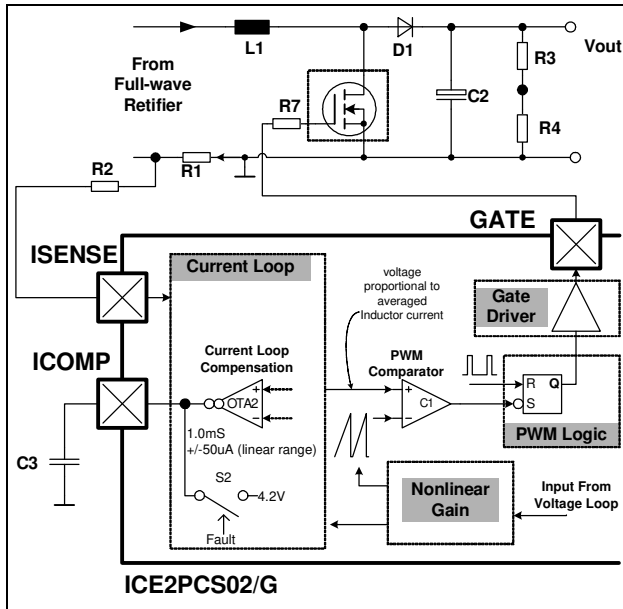 From
Full-wave
Retifier
L1
D1
Vout
R3
C2
R7
R4
R2
R1
GATE
ISENSE
Current Loop
voltage
proportional to
averaged
Inductor current
Gate
Driver
ICOMP
Current Loop
Compensation
PWM
Comparator
+
OTA2
−
+
C1
−
R
Q
S
PWM Logic
1.0mS
+/-50uA (linear range)
C3
S2
4.2V
Fault
Nonlinear
Gain
Input From
Voltage Loop
ICE2PCS02/G